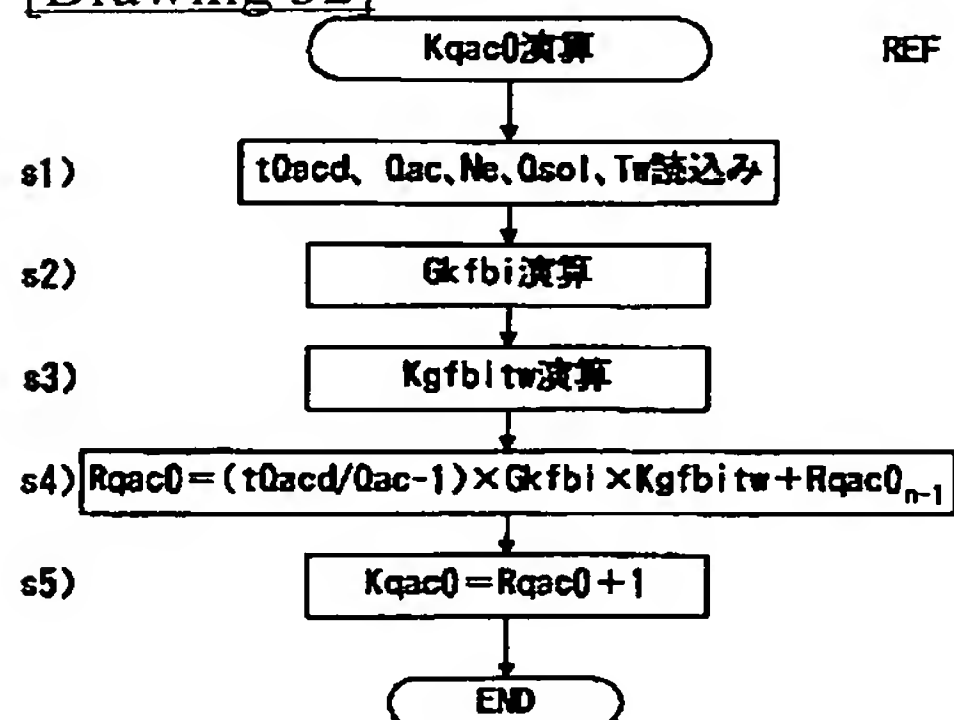 [Drawing 52]
Kqac0演算 REF
s1) tQacd、Qac、Ne、Qsol、Tw読込み
s2) Gkfbi演算
s3) Kgfbitw演算
s4) Rqac0=(tQacd/Qac-1)×Gkfbi×Kgfbitw+Rqac0n-1
s5) Kqac0=Rqac0+1
END